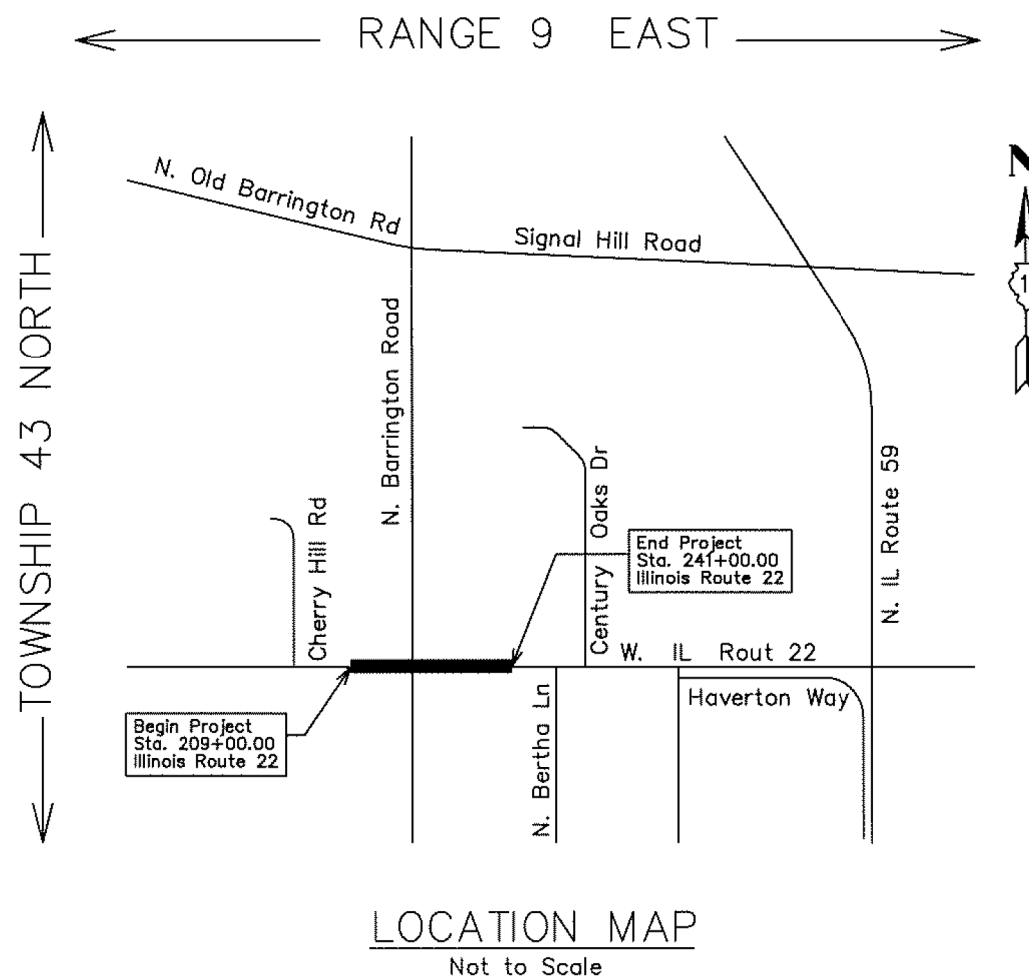 RANGE 9 EAST
TOWNSHIP 43 NORTH
N
1
N. Old Barrington Rd
Signal Hill Road
N. Barrington Road
Cherry Hill Rd
Century Oaks Dr
N. IL Route 59
End Project
Sta. 241+00.00
Illinois Route 22
W. IL Rout 22
Haverton Way
N. Bertha Ln
Begin Project
Sta. 209+00.00
Illinois Route 22
LOCATION MAP
Not to Scale